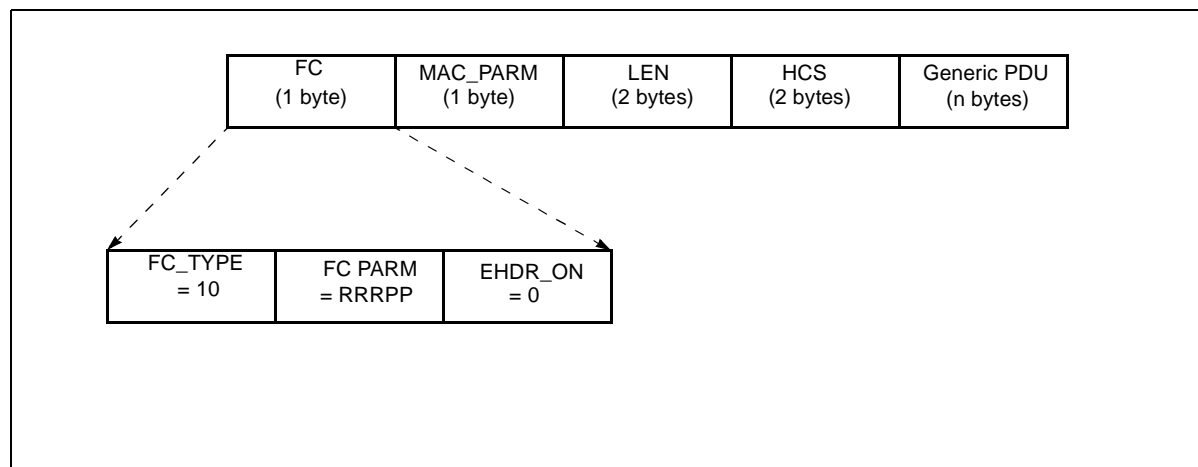 FC
(1 byte)
MAC_PARM
(1 byte)
LEN
(2 bytes)
HCS
(2 bytes)
Generic PDU
(n bytes)
FC_TYPE
= 10
FC PARM
= RRRPP
EHDR_ON
= 0